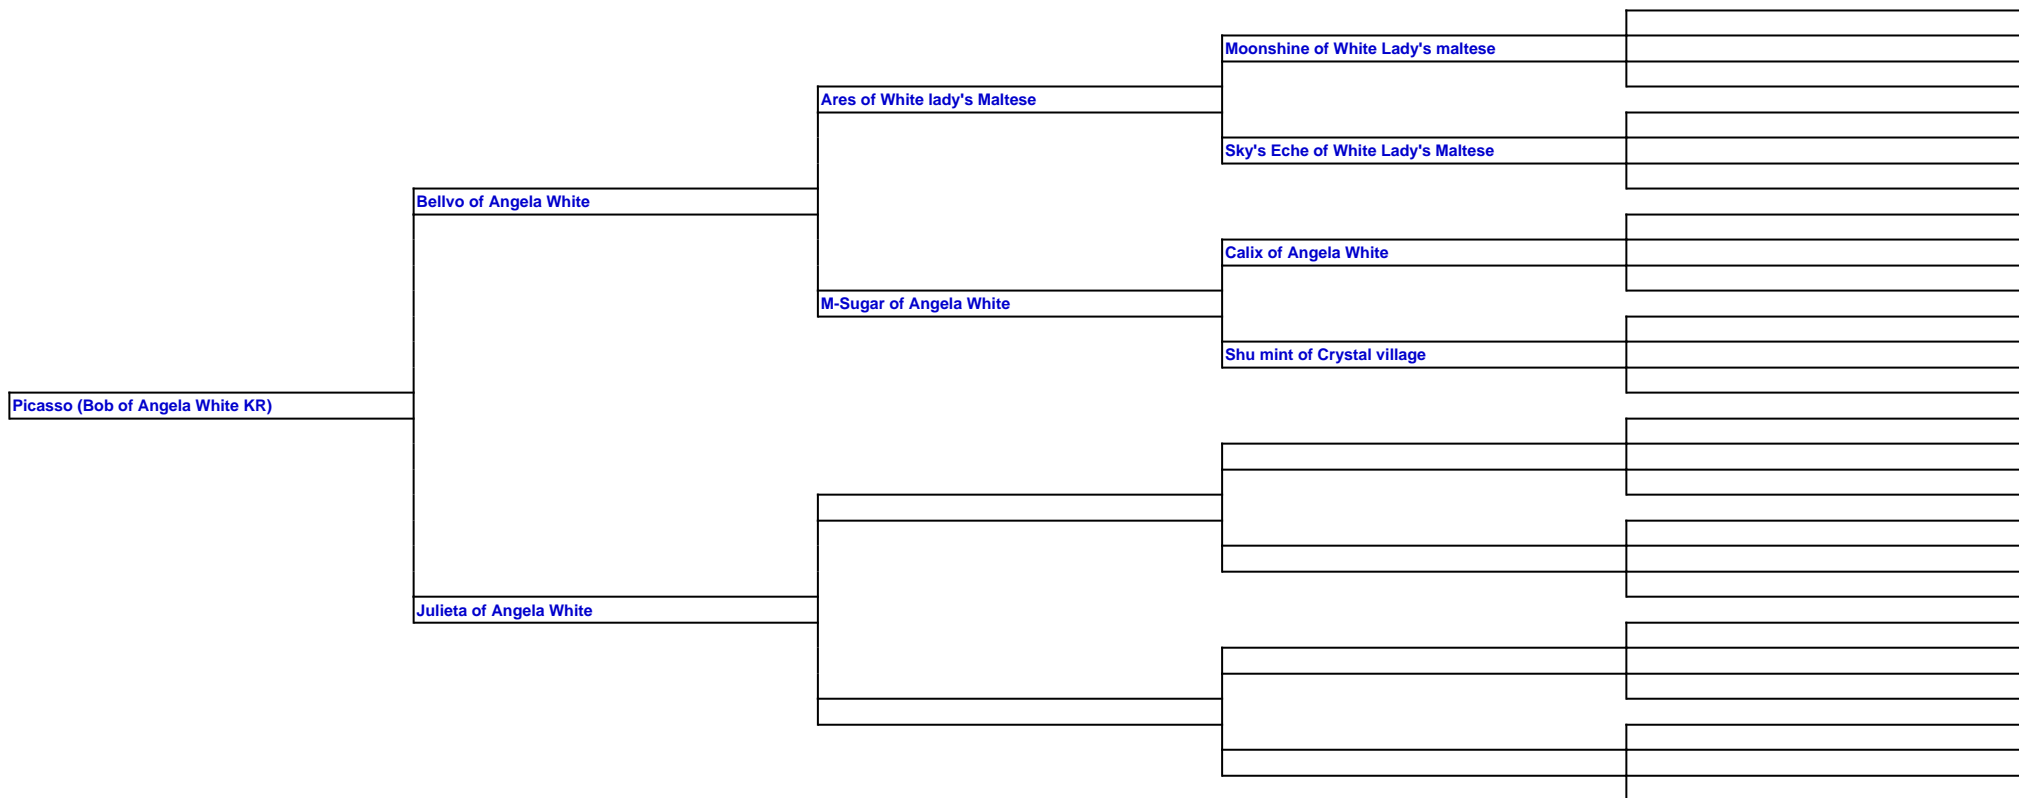 Moonshine of White Lady's maltese
Ares of White lady's Maltese
Sky's Eche of White Lady's Maltese
Bellvo of Angela White
Calix of Angela White
M-Sugar of Angela White
Shu mint of Crystal village
Picasso (Bob of Angela White KR)
Julieta of Angela White